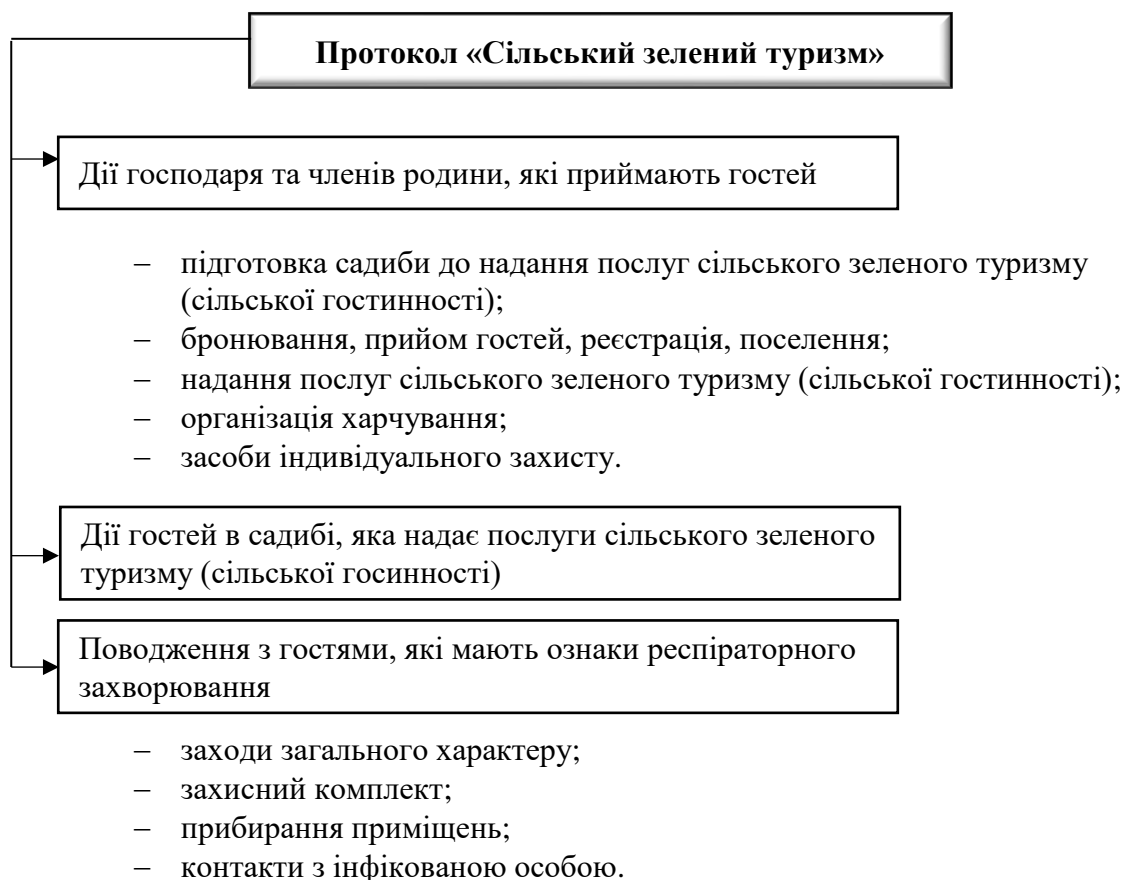 Протокол «Сільський зелений туризм»
Дії господаря та членів родини, які приймають гостей
– підготовка садиби до надання послуг сільського зеленого туризму
(сільської гостинності);
– бронювання, прийом гостей, реєстрація, поселення;
– надання послуг сільського зеленого туризму (сільської гостинності);
– організація харчування;
– засоби індивідуального захисту.
Дії гостей в садибі, яка надає послуги сільського зеленого
туризму (сільської госинності)
Поводження з гостями, які мають ознаки респіраторного
захворювання
– заходи загального характеру;
– захисний комплект;
– прибирання приміщень;
– контакти з інфікованою особою.